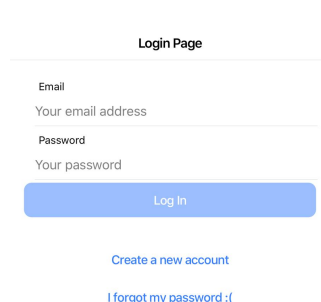 Login Page
Email
Your email address
Password
Your password
Log In
Create a new account
I forgot my password :(